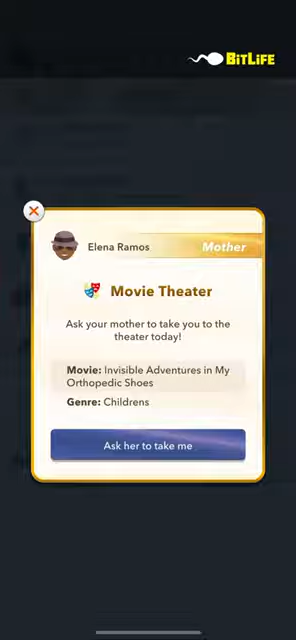 BITLIFE
Elena Ramos
Mother
Movie Theater
Ask your mother to take you to the
theater today!
Movie: Invisible Adventures in My
Orthopedic Shoes
Genre: Childrens
Ask her to take me